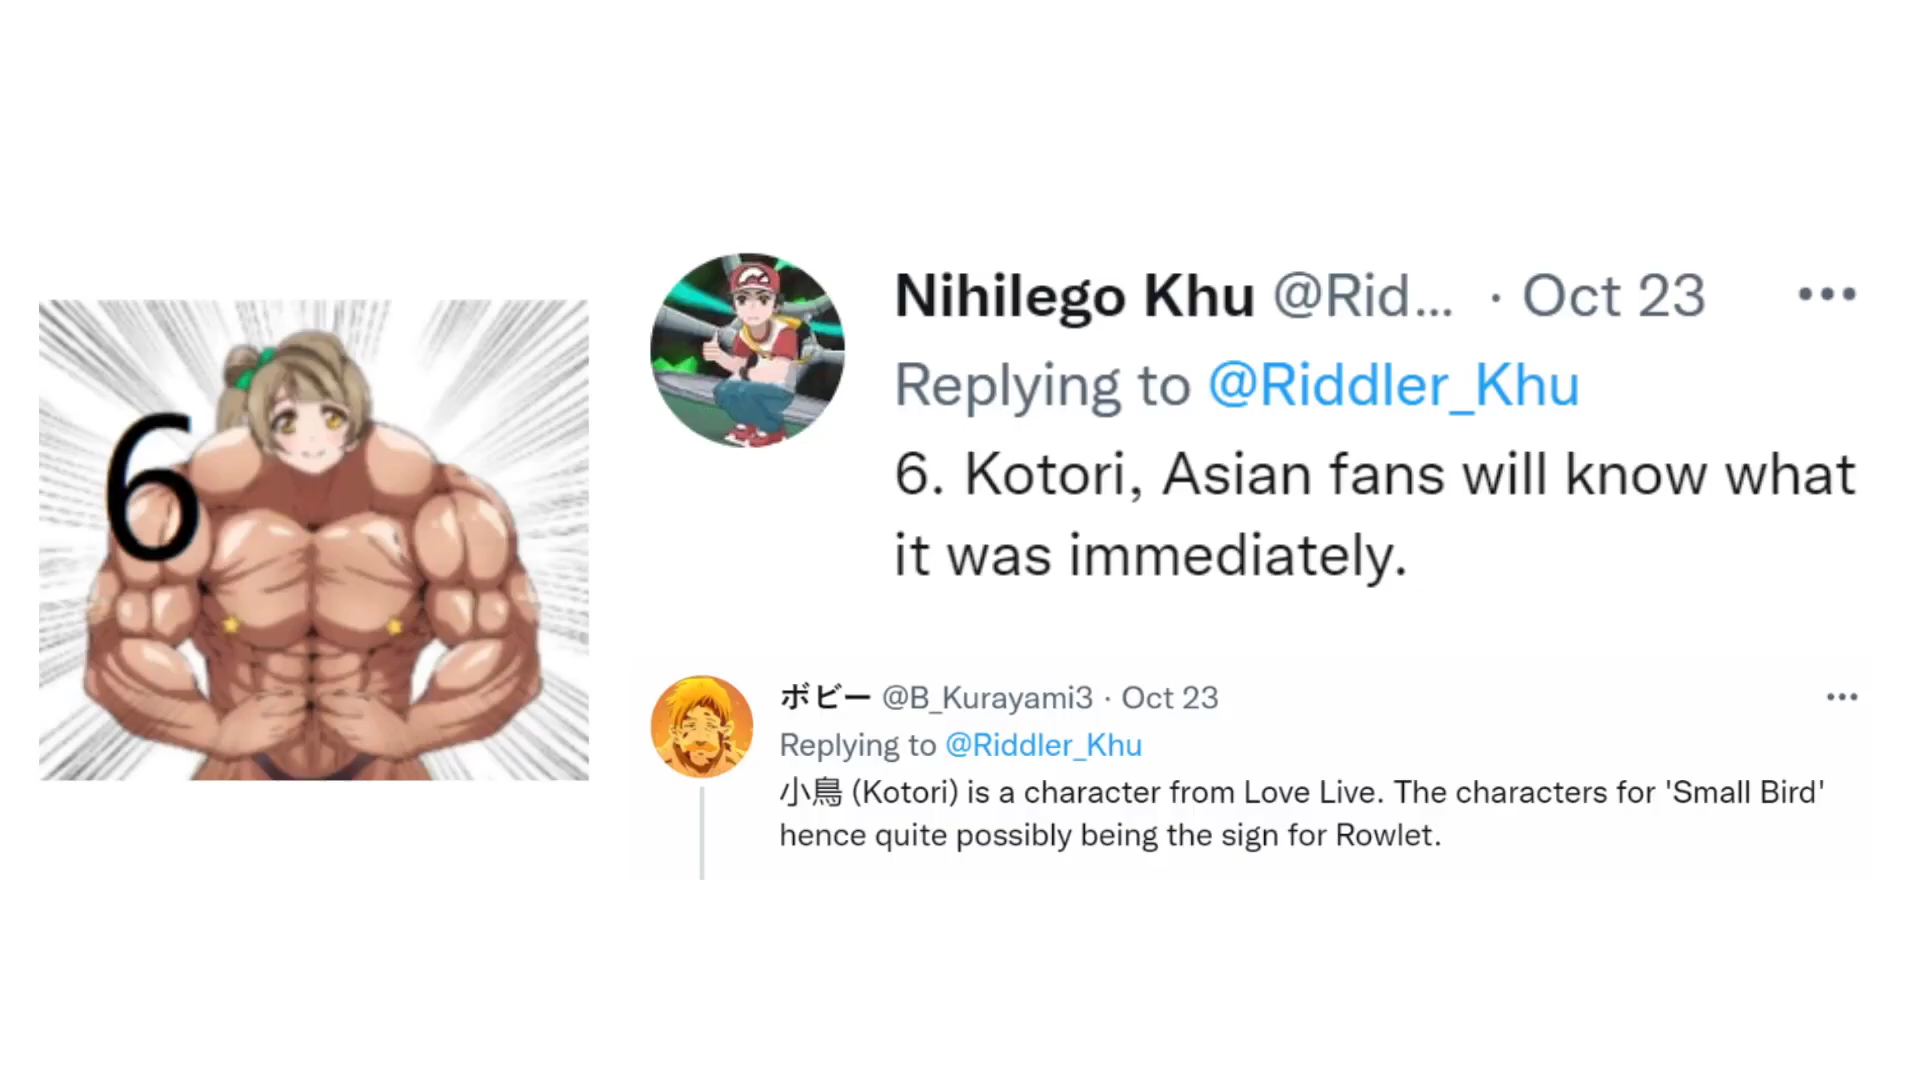 6
Nihilego Khu @Rid... · Oct 23
Replying to @Riddler_Khu
6. Kotori, Asian fans will know what
it was immediately.
ボビー @B_Kurayami3 · Oct 23
Replying to @Riddler_Khu
小鳥 (Kotori) is a character from Love Live. The characters for 'Small Bird'
hence quite possibly being the sign for Rowlet.